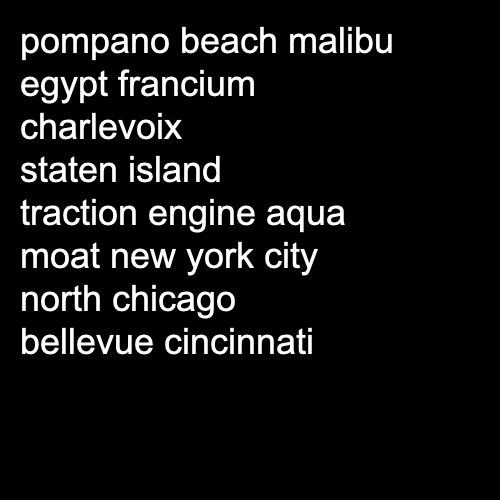 pompano beach malibu
egypt francium
charlevoix
staten island
traction engine aqua
moat new york city
north chicago
bellevue cincinnati